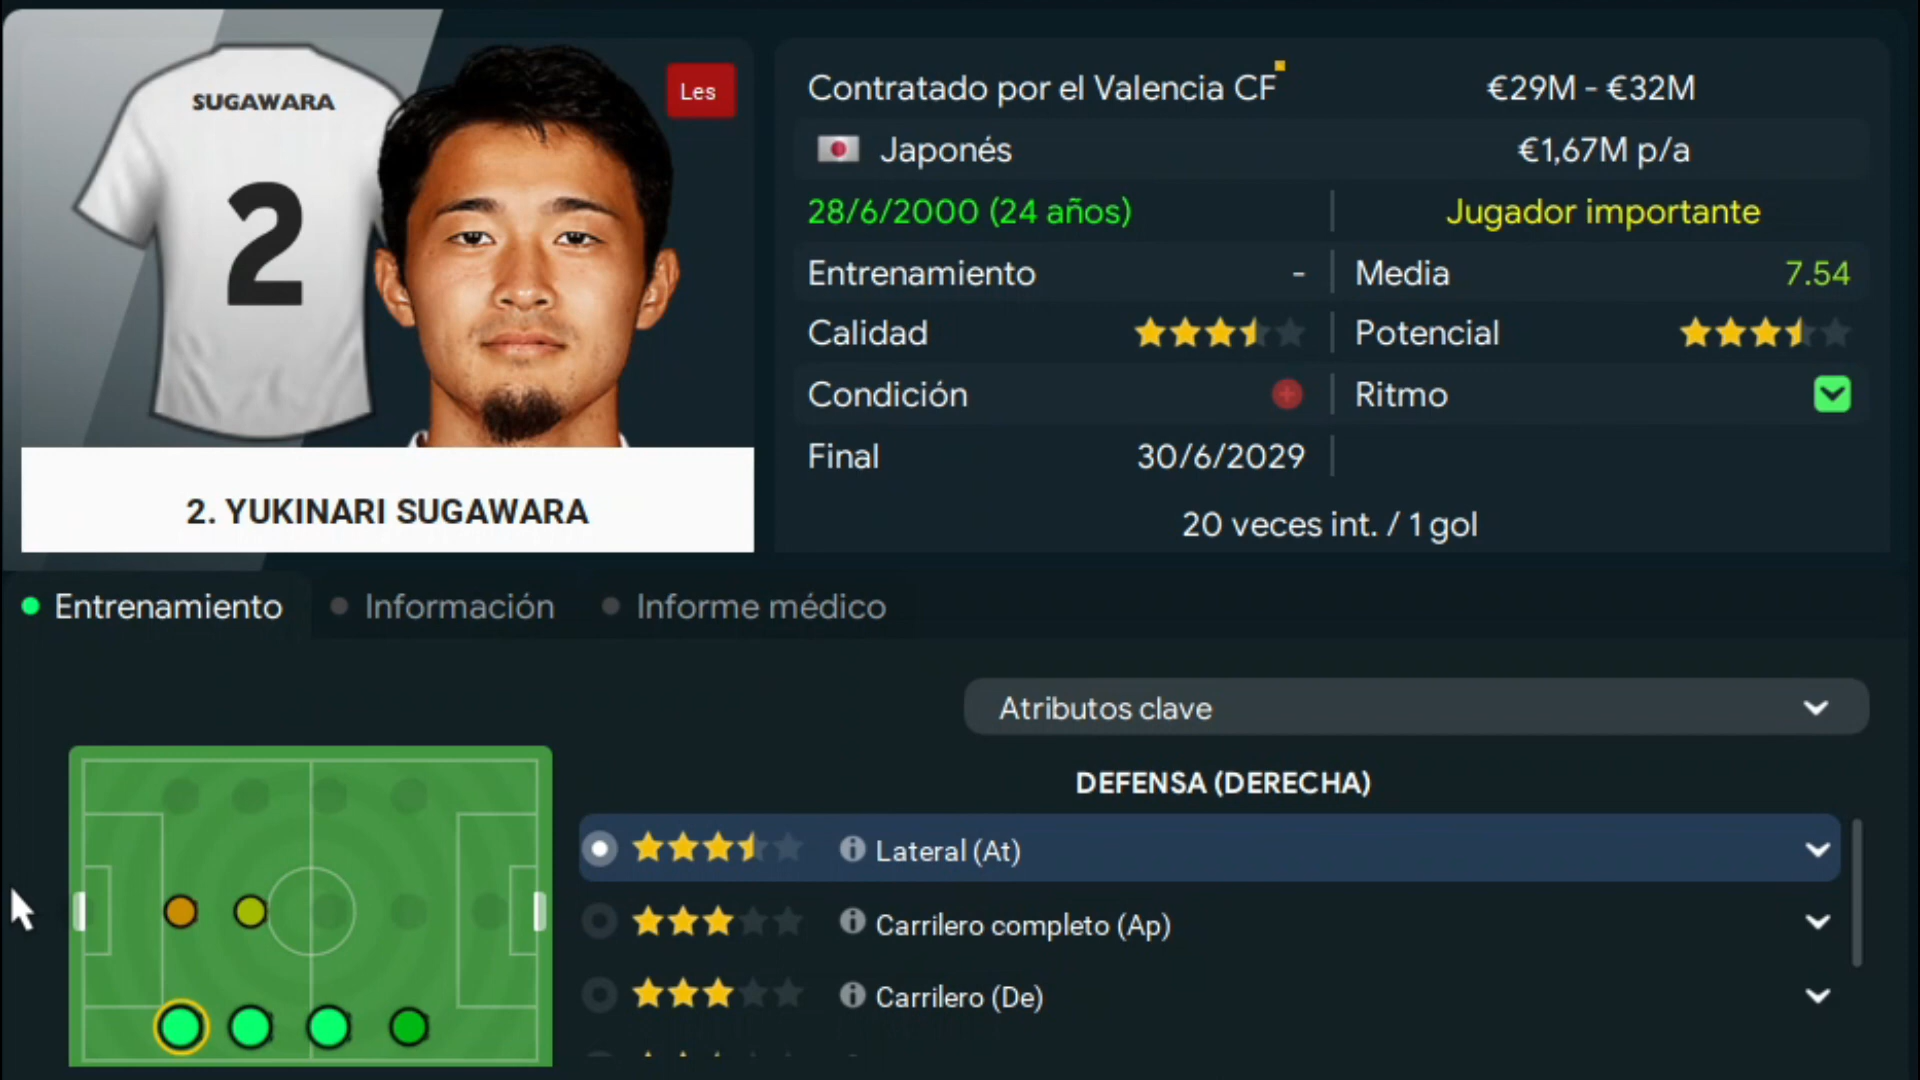 SUGAWARA
2
Les
2. YUKINARI SUGAWARA
Contratado por el Valencia CF €29M - €32M
Japonés €1,67M p/a
28/6/2000 (24 años) Jugador importante
Entrenamiento - Media 7.54
Calidad Potencial
Condición Ritmo
Final 30/6/2029
20 veces int. / 1 gol
Entrenamiento Información Informe médico
Atributos clave
DEFENSA (DERECHA)
Lateral (At)
Carrilero completo (Ap)
Carrilero (De)